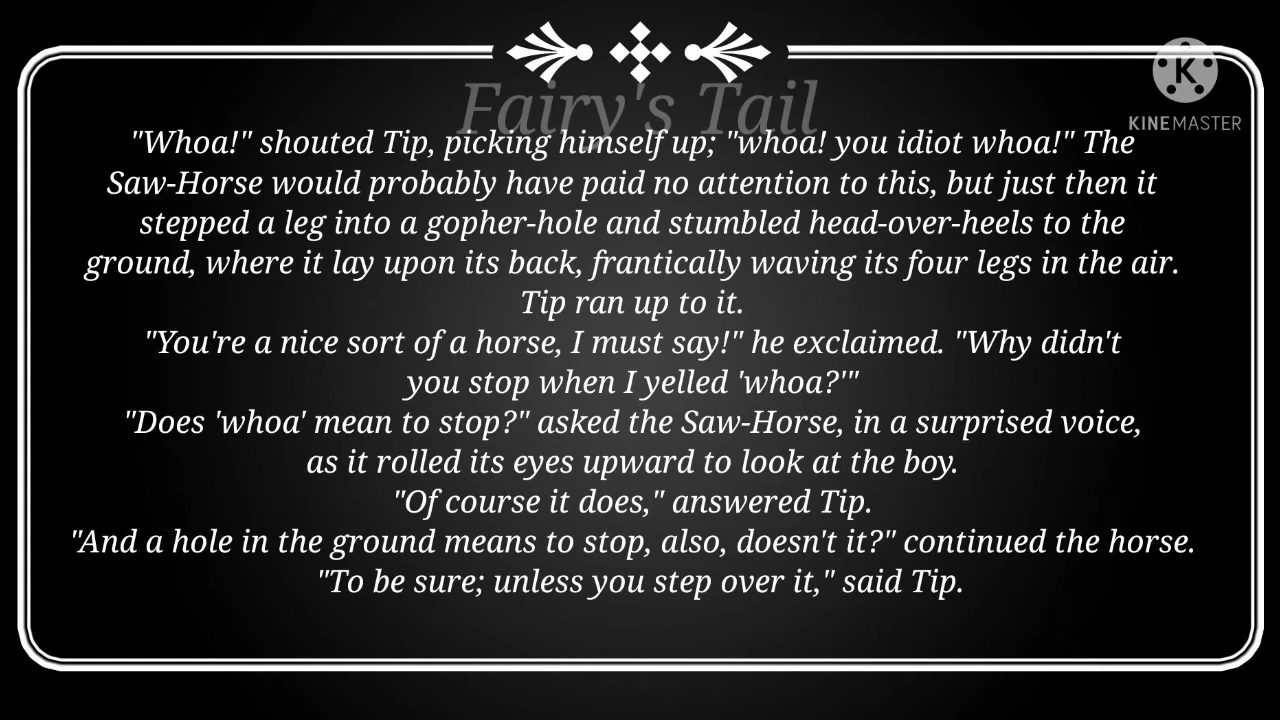 Fairy's Tail
K
KINEMASTER
"Whoa!" shouted Tip, picking himself up; "whoa! you idiot whoa!" The
Saw-Horse would probably have paid no attention to this, but just then it
stepped a leg into a gopher-hole and stumbled head-over-heels to the
ground, where it lay upon its back, frantically waving its four legs in the air.
Tip ran up to it.
"You're a nice sort of a horse, I must say!" he exclaimed. "Why didn't
you stop when I yelled 'whoa?'"
"Does 'whoa' mean to stop?" asked the Saw-Horse, in a surprised voice,
as it rolled its eyes upward to look at the boy.
"Of course it does," answered Tip.
"And a hole in the ground means to stop, also, doesn't it?" continued the horse.
"To be sure; unless you step over it," said Tip.